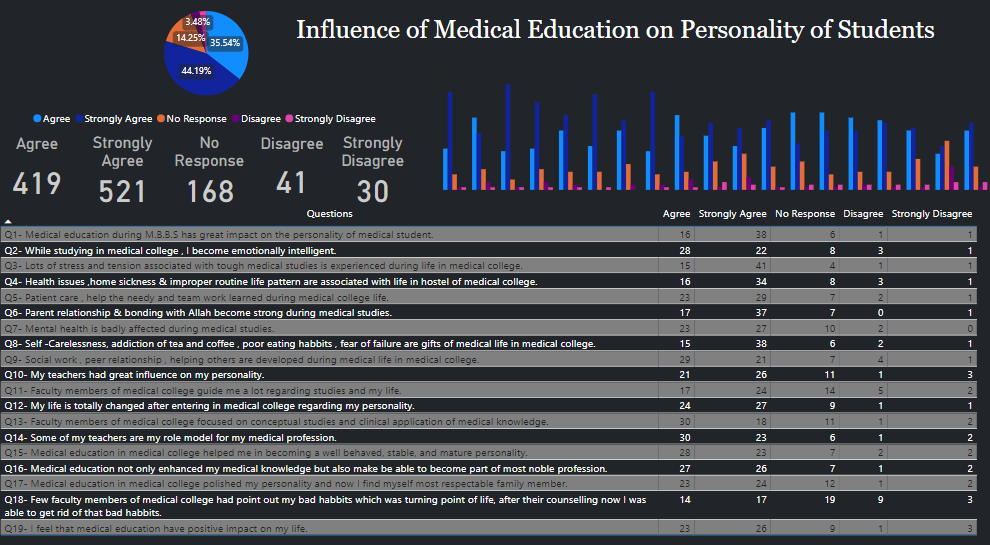 Influence of Medical Education on Personality of Students
3.48%
14.25%
35.54%
44.19%
Agree Strongly Agree No Response Disagree Strongly Disagree
Agree
419
Strongly
Agree
521
No
Response
168
Disagree
41
Strongly
Disagree
30
Questions Agree Strongly Agree No Response Disagree Strongly Disagree
Q1- Medical education during M.B.B.S has great impact on the personality of medical student. 16 38 6 1 1
Q2- While studying in medical college , I become emotionally intelligent. 28 22 8 3 1
Q3- Lots of stress and tension associated with tough medical studies is experienced during life in medical college. 15 41 4 1 1
Q4- Health issues ,home sickness & improper routine life pattern are associated with life in hostel of medical college. 16 34 8 3 1
Q5- Patient care , help the needy and team work learned during medical college life. 23 29 7 2 1
Q6- Parent relationship & bonding with Allah become strong during medical studies. 17 37 7 0 1
Q7- Mental health is badly affected during medical studies. 23 27 10 2 0
Q8- Self -Carelessness, addiction of tea and coffee , poor eating habbits , fear of failure are gifts of medical life in medical college. 15 38 6 2 1
Q9- Social work , peer relationship , helping others are developed during medical life in medical college. 29 21 7 4 1
Q10- My teachers had great influence on my personality. 21 26 11 1 3
Q11- Faculty members of medical college guide me a lot regarding studies and my life. 17 24 14 5 2
Q12- My life is totally changed after entering in medical college regarding my personality. 24 27 9 1 1
Q13- Faculty members of medical college focused on conceptual studies and clinical application of medical knowledge. 30 18 11 1 2
Q14- Some of my teachers are my role model for my medical profession. 30 23 6 1 2
Q15- Medical education in medical college helped me in becoming a well behaved, stable, and mature personality. 28 23 7 2 2
Q16- Medical education not only enhanced my medical knowledge but also make be able to become part of most noble profession. 27 26 7 1 2
Q17- Medical education in medical college polished my personality and now I find myself most respectable family member. 23 24 12 1 2
Q18- Few faculty members of medical college had point out my bad habbits which was turning point of life, after their counselling now I was 14 17 19 9 3
able to get rid of that bad habbits.
Q19- I feel that medical education have positive impact on my life. 23 26 9 1 3